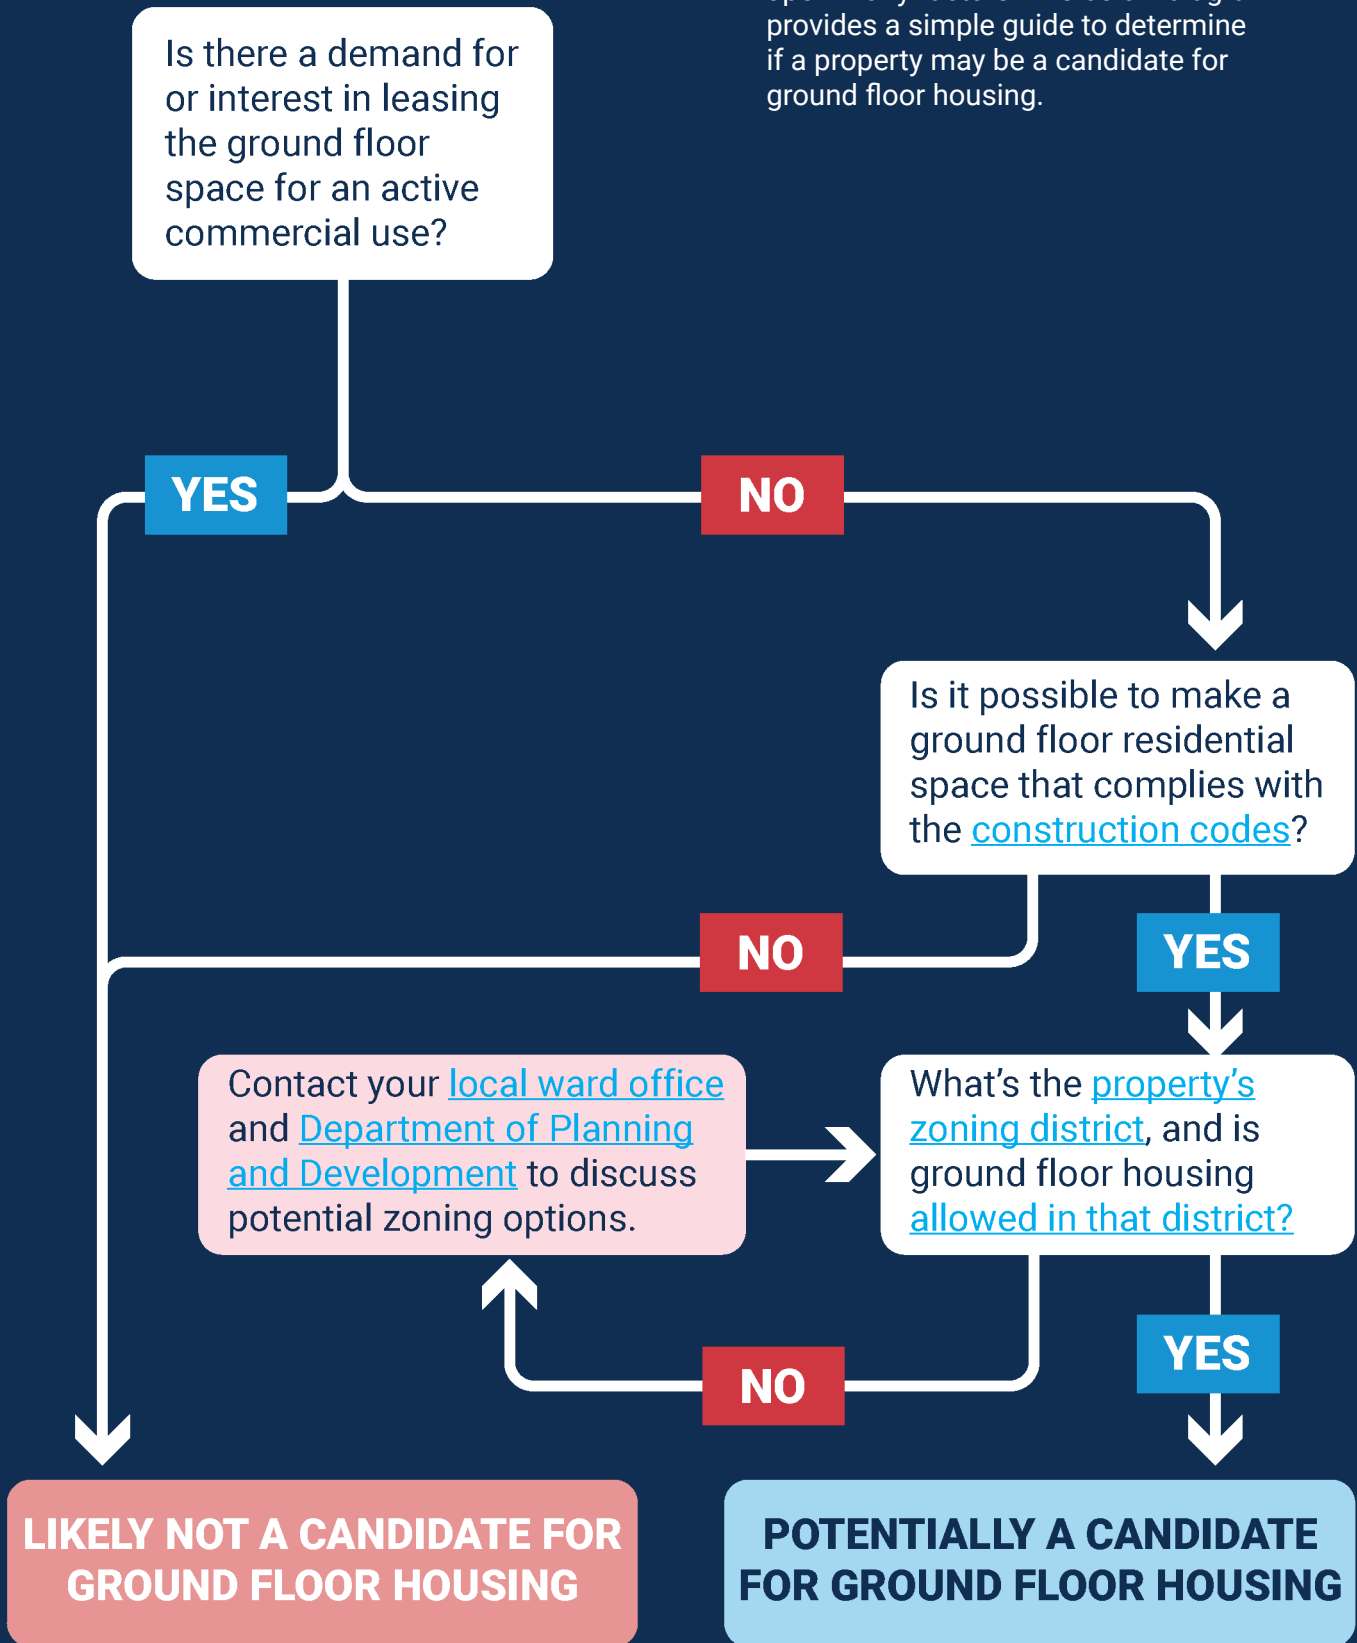 Is there a demand for
or interest in leasing
the ground floor
space for an active
commercial use?
provides a simple guide to determine
if a property may be a candidate for
ground floor housing.
YES
NO
Is it possible to make a
ground floor residential
space that complies with
the construction codes?
NO
YES
Contact your local ward office
and Department of Planning
and Development to discuss
potential zoning options.
What’s the property’s
zoning district, and is
ground floor housing
allowed in that district?
NO
YES
LIKELY NOT A CANDIDATE FOR
GROUND FLOOR HOUSING
POTENTIALLY A CANDIDATE
FOR GROUND FLOOR HOUSING